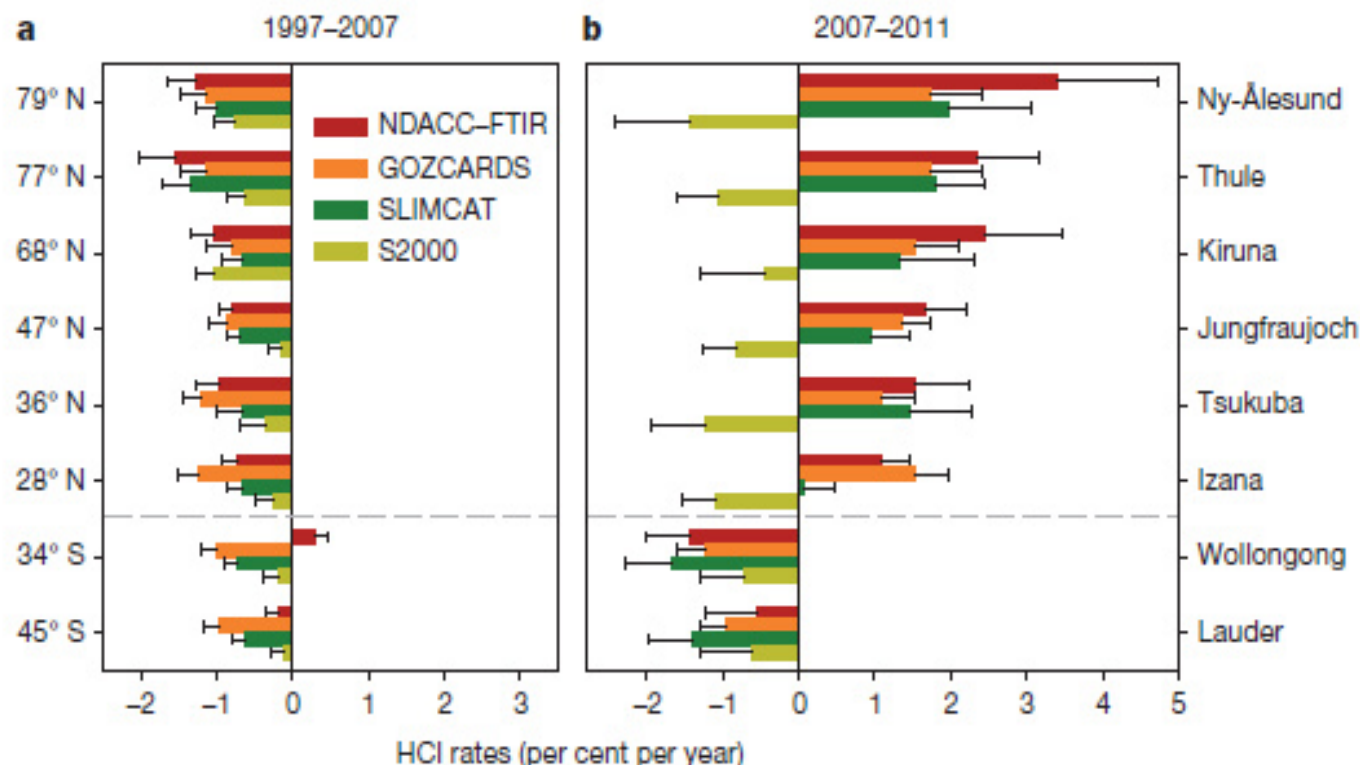 a 1997–2007 b 2007–2011
79° N
77° N
68° N
47° N
36° N
28° N
34° S
45° S
NDACC–FTIR
GOZCARDS
SLIMCAT
S2000
Ny-Ålesund
Thule
Kiruna
Jungfraujoch
Tsukuba
Izana
Wollongong
Lauder
−2 −1 0 1 2 3 −2 −1 0 1 2 3 4 5
HCl rates (per cent per year)